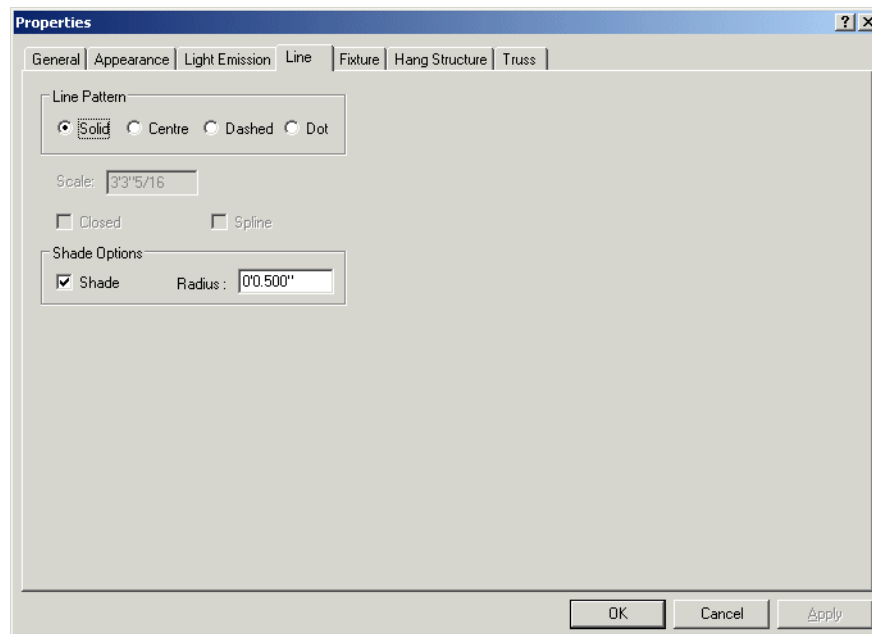 Properties
General Appearance Light Emission Line Fixture Hang Structure Truss
Line Pattern
Solid Centre Dashed Dot
Scale: 3'3"5/16
Closed Spline
Shade Options
Shade Radius : 0'0.500"
OK Cancel Apply